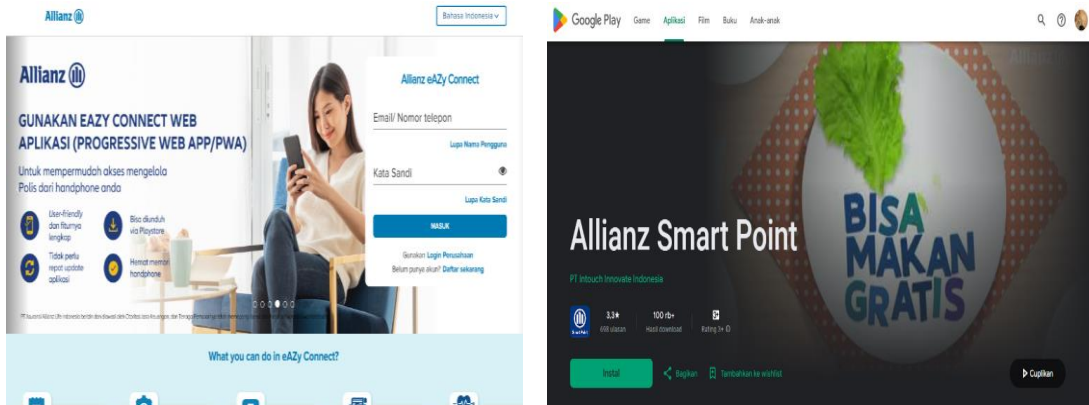 Allianz
Bahasa Indonesia
Allianz
GUNAKAN EAZY CONNECT WEB
APLIKASI (PROGRESSIVE WEB APP/PWA)
Untuk mempermudah akses mengelola
Polis dari handphone anda
User-friendly
dan fiturnya
lengkap
Bisa diunduh
via Playstore
Tidak perlu
repot update
aplikasi
Hemat memori
handphone
Allianz eAZy Connect
Email/ Nomor telepon
Lupa Nama Pengguna
Kata Sandi
Lupa Kata Sandi
MASUK
Gunakan Login Perusahaan
Belum punya akun? Daftar sekarang
What you can do in eAZy Connect?
Google Play
Game
Aplikasi
Film
Buku
Anak-anak
Allianz
BISA
MAKAN
GRATIS
Allianz Smart Point
PT Intouch Innovate Indonesia
3,3★
698 ulasan
100 rb+
Hasil download
3+
Rating 3+
Instal
Bagikan
Tambahkan ke wishlist
Cuplikan